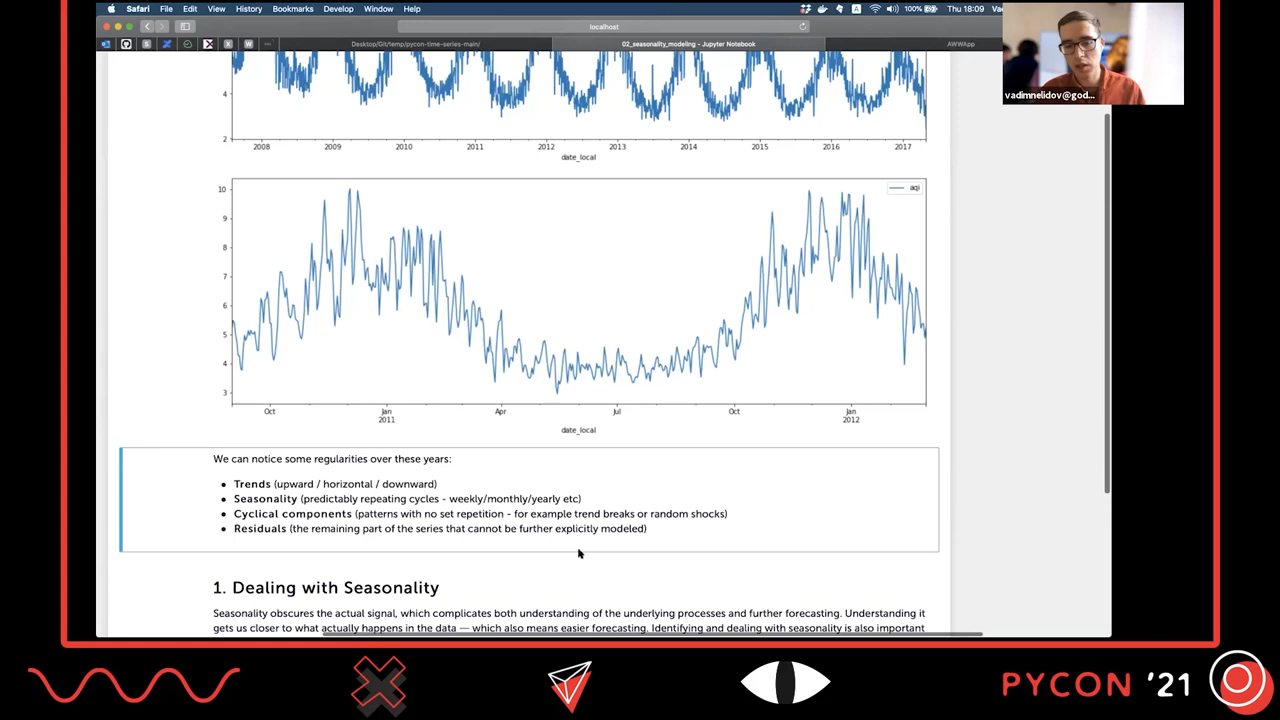 Safari File Edit View History Bookmarks Develop Window Help 100% Thu 18:09
localhost
Desktop/Git/temp/pycon-time-series-main/ 02_seasonality_modeling - Jupyter Notebook AWWApp
vadimnelidov@god...
4
2
2008 2009 2010 2011 2012 2013 2014 2015 2016 2017
date_local
10
aqi
9
8
7
6
5
4
3
Oct Jan Apr Jul Oct Jan
2011 2012
date_local
We can notice some regularities over these years:
• Trends (upward / horizontal / downward)
• Seasonality (predictably repeating cycles - weekly/monthly/yearly etc)
• Cyclical components (patterns with no set repetition - for example trend breaks or random shocks)
• Residuals (the remaining part of the series that cannot be further explicitly modeled)
1. Dealing with Seasonality
Seasonality obscures the actual signal, which complicates both understanding of the underlying processes and further forecasting. Understanding it
gets us closer to what actually happens in the data — which also means easier forecasting. Identifying and dealing with seasonality is also important
PYCON '21